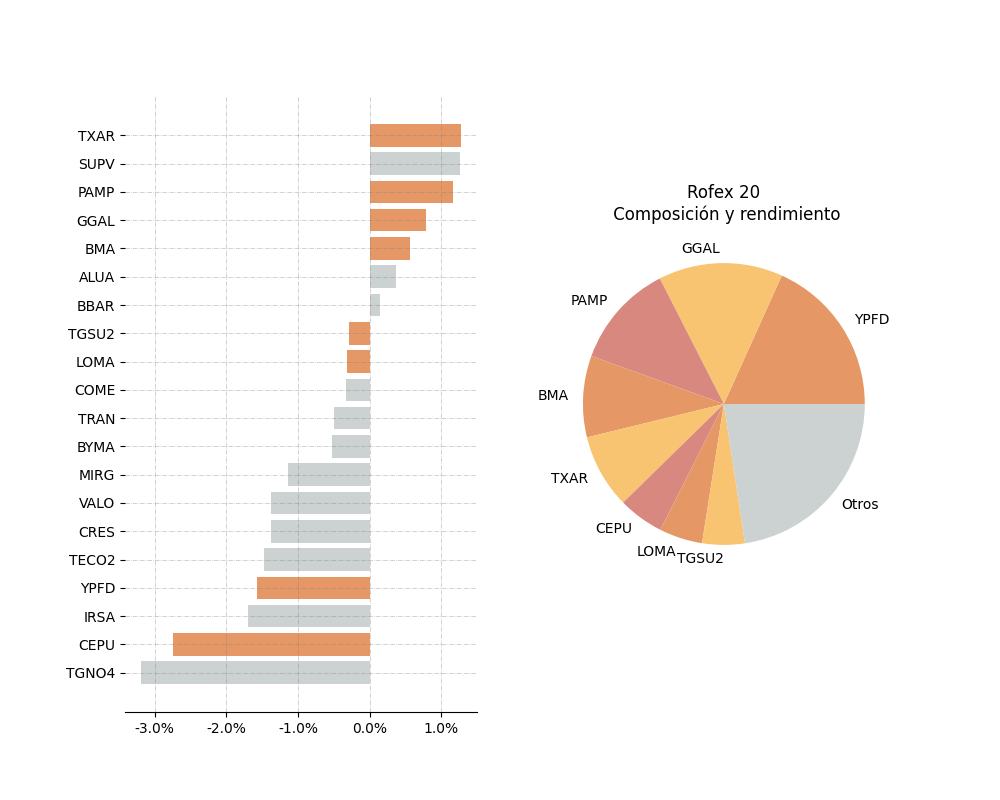 TXAR
SUPV
PAMP
GGAL
BMA
ALUA
BBAR
TGSU2
LOMA
COME
TRAN
BYMA
MIRG
VALO
CRES
TECO2
YPFD
IRSA
CEPU
TGNO4
-3.0% -2.0% -1.0% 0.0% 1.0%
Rofex 20
Composición y rendimiento
GGAL
YPFD
PAMP
BMA
TXAR
CEPU
LOMA
TGSU2
Otros